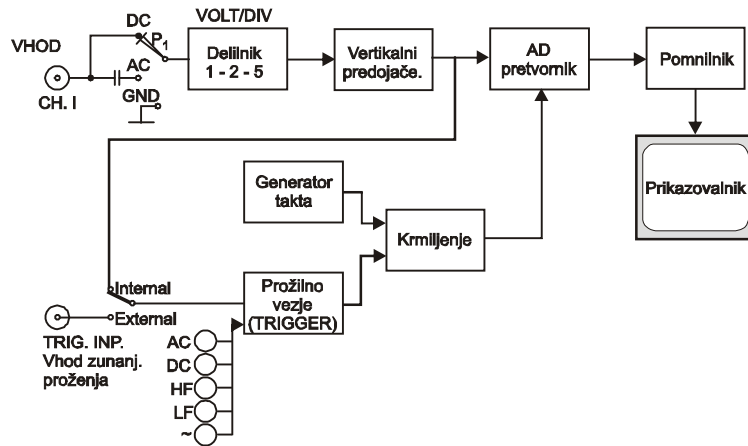 VHOD
CH. I
DC
P1
AC
GND
VOLT/DIV
Delilnik
1 - 2 - 5
Vertikalni
predojače.
AD
pretvornik
Pomnilnik
Prikazovalnik
Generator
takta
Krmiljenje
Internal
External
Prožilno
vezje
(TRIGGER)
TRIG. INP.
Vhod zunanj.
proženja
AC
DC
HF
LF
~